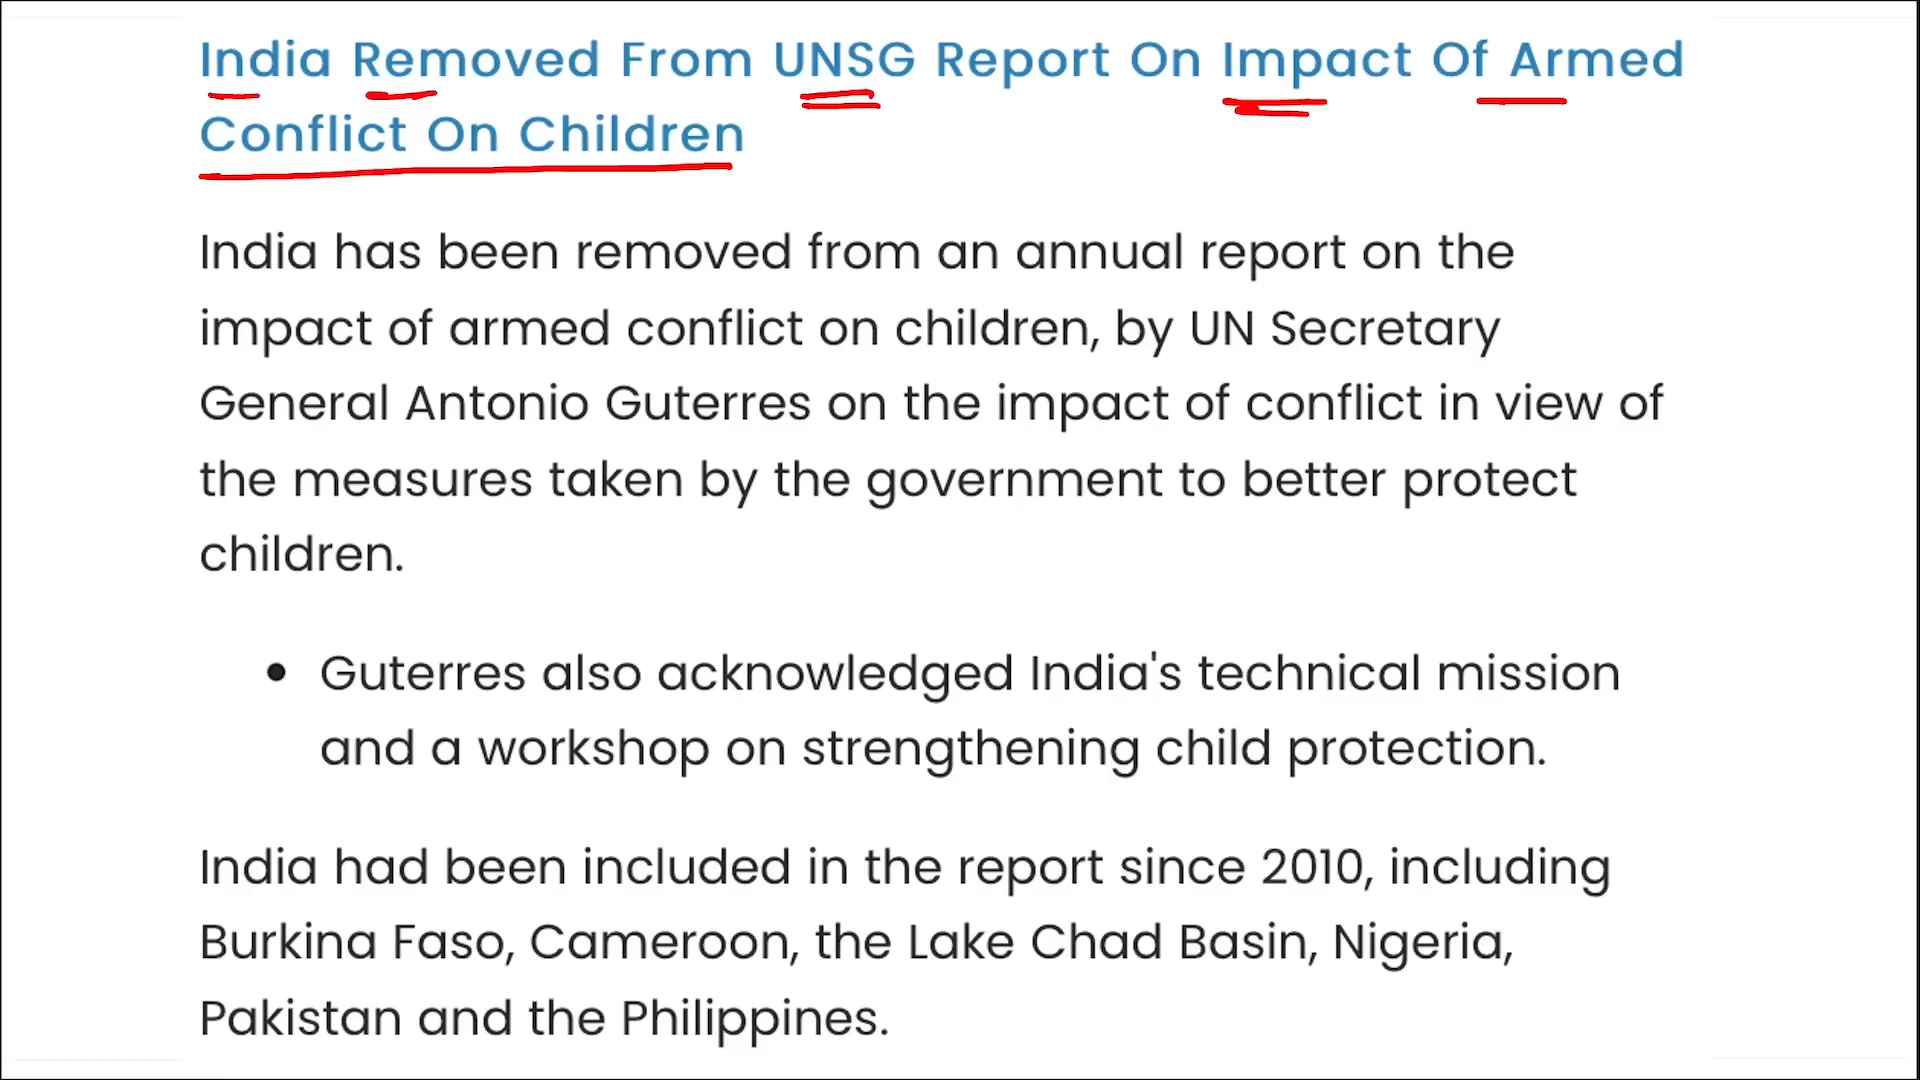 India Removed From UNSG Report On Impact Of Armed
Conflict On Children
India has been removed from an annual report on the
impact of armed conflict on children, by UN Secretary
General Antonio Guterres on the impact of conflict in view of
the measures taken by the government to better protect
children.
• Guterres also acknowledged India's technical mission
and a workshop on strengthening child protection.
India had been included in the report since 2010, including
Burkina Faso, Cameroon, the Lake Chad Basin, Nigeria,
Pakistan and the Philippines.